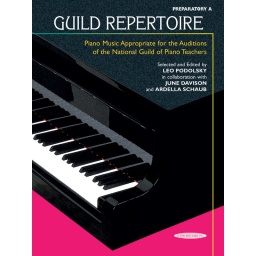 PREPARATORY A
GUILD REPERTOIRE
Piano Music Appropriate for the Auditions
of the National Guild of Piano Teachers
Selected and Edited by
LEO PODOLSKY
in collaboration with
JUNE DAVISON
and ARDELLA SCHAUB